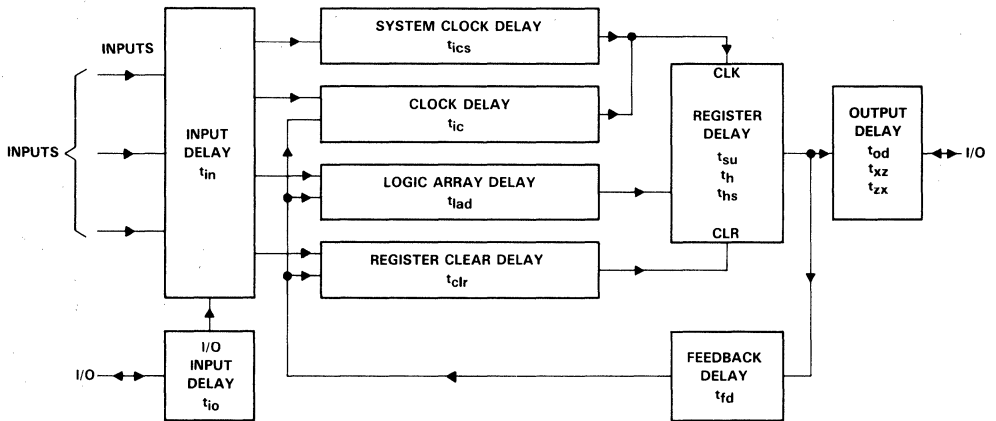 SYSTEM CLOCK DELAY
tics
INPUTS
CLK
CLOCK DELAY
tic
INPUT
DELAY
tin
REGISTER
DELAY
tsu
th
ths
OUTPUT
DELAY
tod
txz
tzx
I/O
INPUTS
LOGIC ARRAY DELAY
tlad
CLR
REGISTER CLEAR DELAY
tclr
I/O
I/O
INPUT
DELAY
tio
FEEDBACK
DELAY
tfd